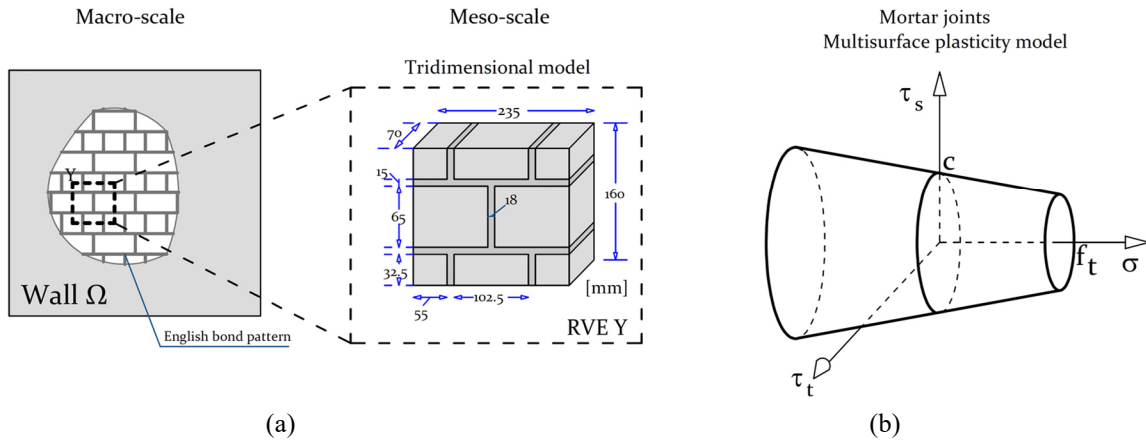 Macro-scale
Meso-scale
Tridimensional model
Y
Wall Ω
English bond pattern
235
70
15
65
32.5
18
160
55
102.5
[mm]
RVE Y
(a)
Mortar joints
Multisurface plasticity model
τs
c
ft
σ
τt
(b)